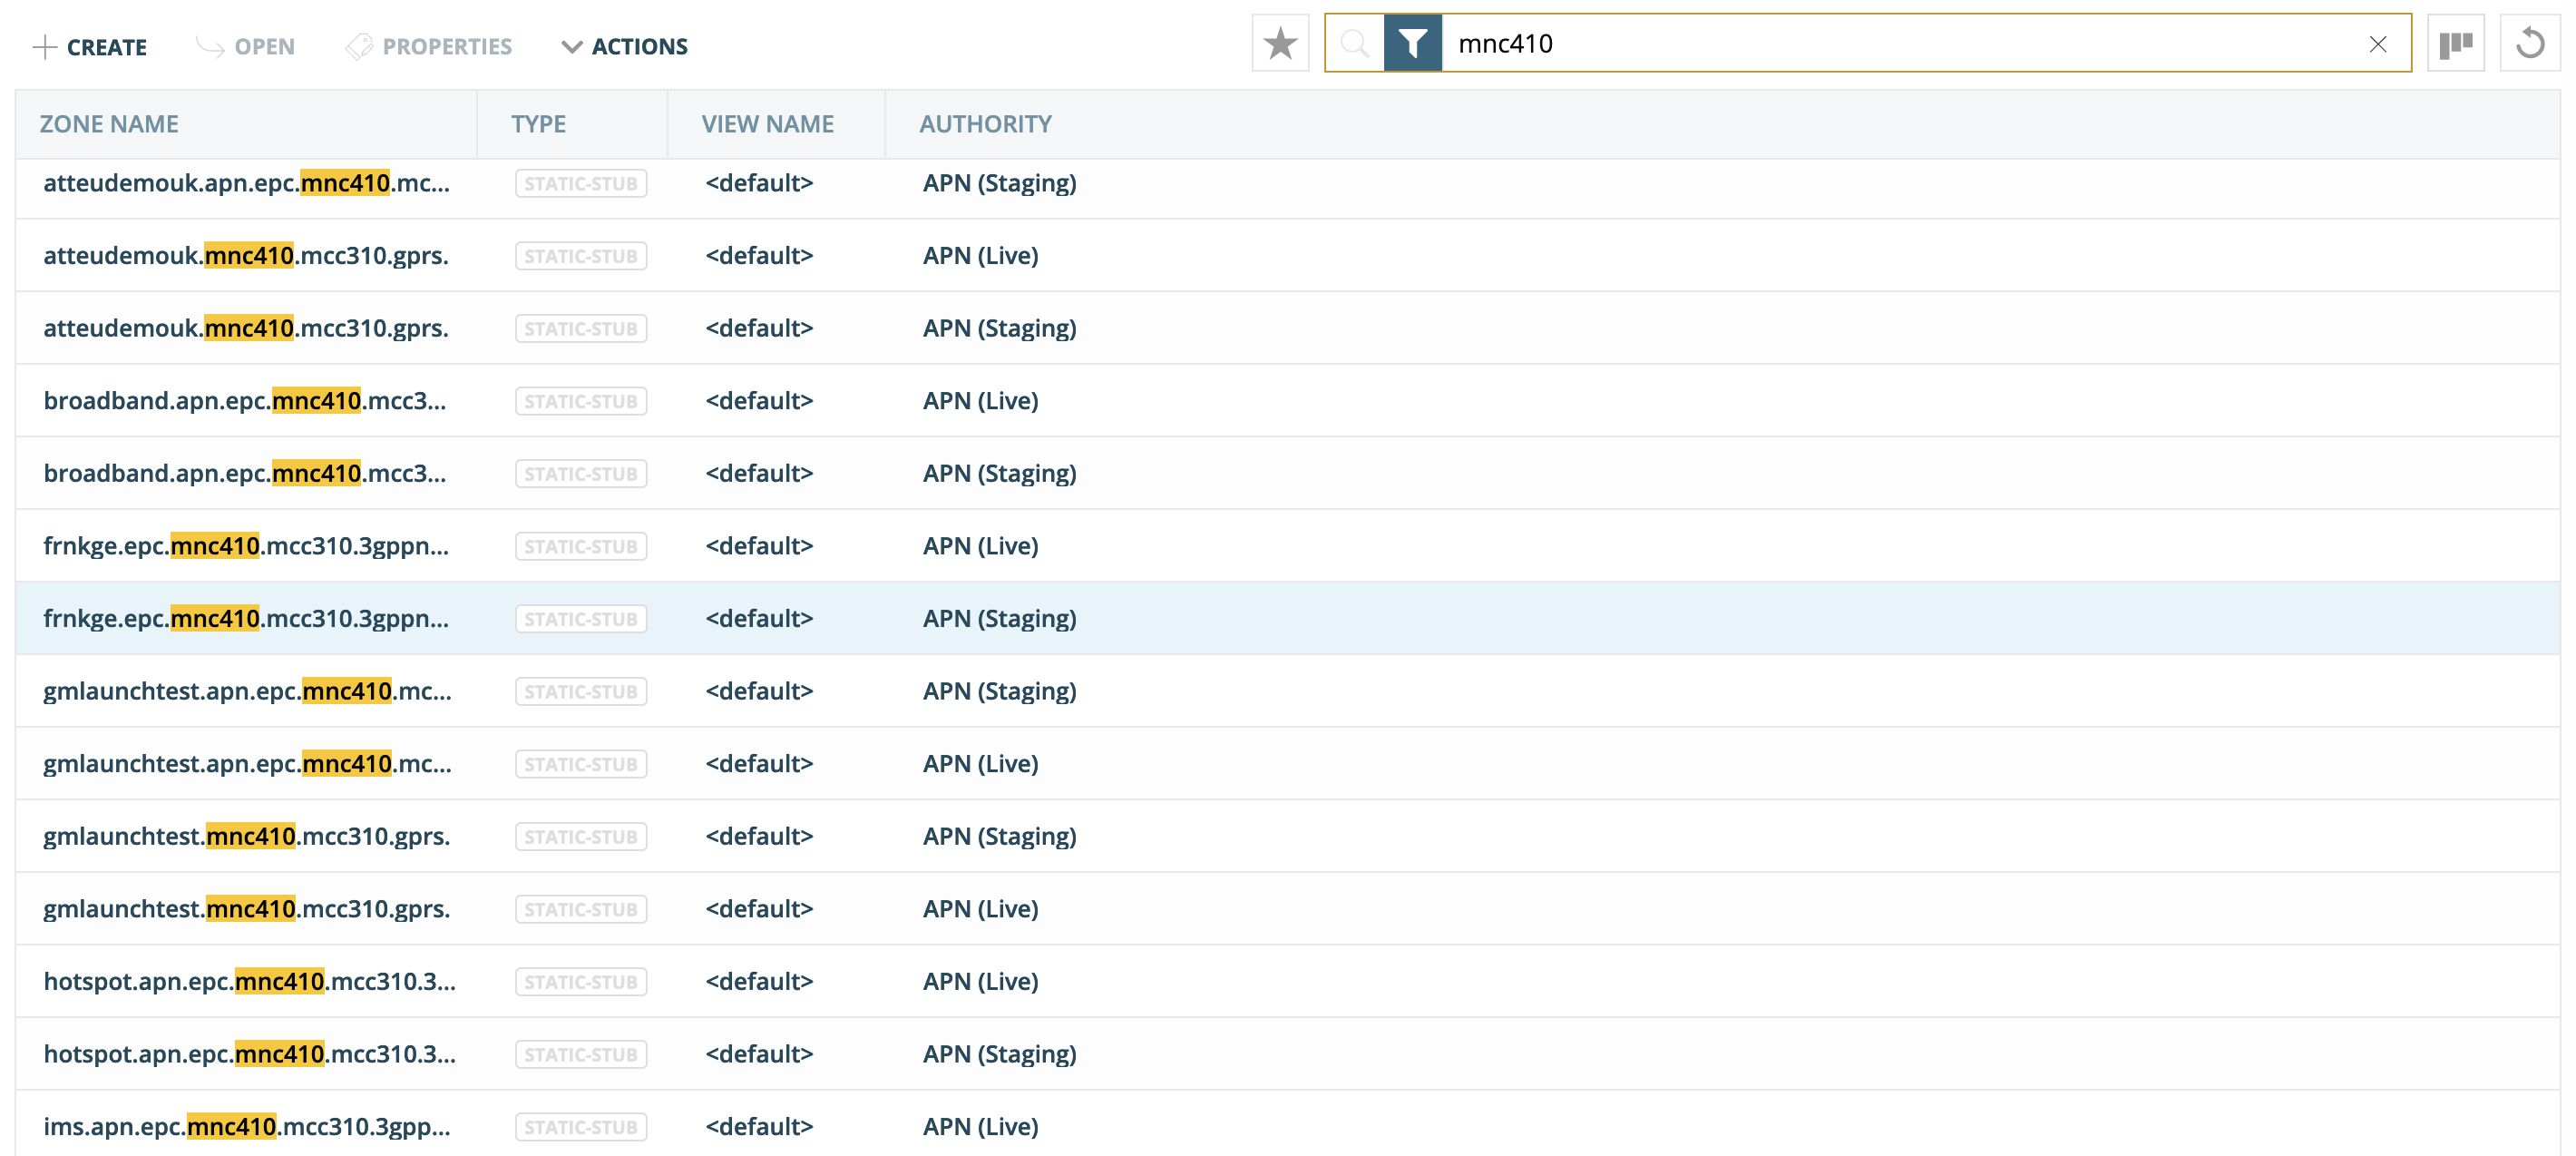 CREATE OPEN PROPERTIES ACTIONS mnc410
ZONE NAME TYPE VIEW NAME AUTHORITY
atteudemouk.apn.epc.mnc410.mc... STATIC-STUB <default> APN (Staging)
atteudemouk.mnc410.mcc310.gprs. STATIC-STUB <default> APN (Live)
atteudemouk.mnc410.mcc310.gprs. STATIC-STUB <default> APN (Staging)
broadband.apn.epc.mnc410.mcc3... STATIC-STUB <default> APN (Live)
broadband.apn.epc.mnc410.mcc3... STATIC-STUB <default> APN (Staging)
frnkge.epc.mnc410.mcc310.3gppn... STATIC-STUB <default> APN (Live)
frnkge.epc.mnc410.mcc310.3gppn... STATIC-STUB <default> APN (Staging)
gmlaunchtest.apn.epc.mnc410.mc... STATIC-STUB <default> APN (Staging)
gmlaunchtest.apn.epc.mnc410.mc... STATIC-STUB <default> APN (Live)
gmlaunchtest.mnc410.mcc310.gprs. STATIC-STUB <default> APN (Staging)
gmlaunchtest.mnc410.mcc310.gprs. STATIC-STUB <default> APN (Live)
hotspot.apn.epc.mnc410.mcc310.3... STATIC-STUB <default> APN (Live)
hotspot.apn.epc.mnc410.mcc310.3... STATIC-STUB <default> APN (Staging)
ims.apn.epc.mnc410.mcc310.3gpp... STATIC-STUB <default> APN (Live)